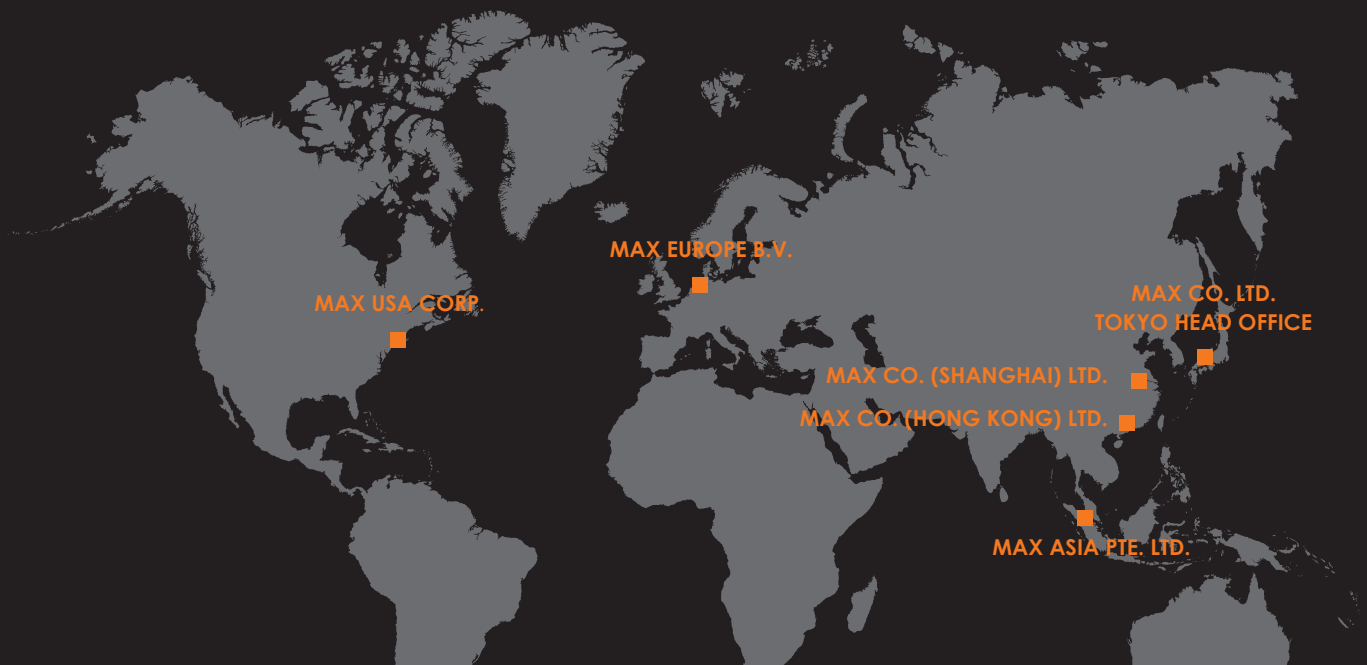 MAX EUROPE B.V.
MAX USA CORP.
MAX CO. LTD.
TOKYO HEAD OFFICE
MAX CO. (SHANGHAI) LTD.
MAX CO. (HONG KONG) LTD.
MAX ASIA PTE. LTD.